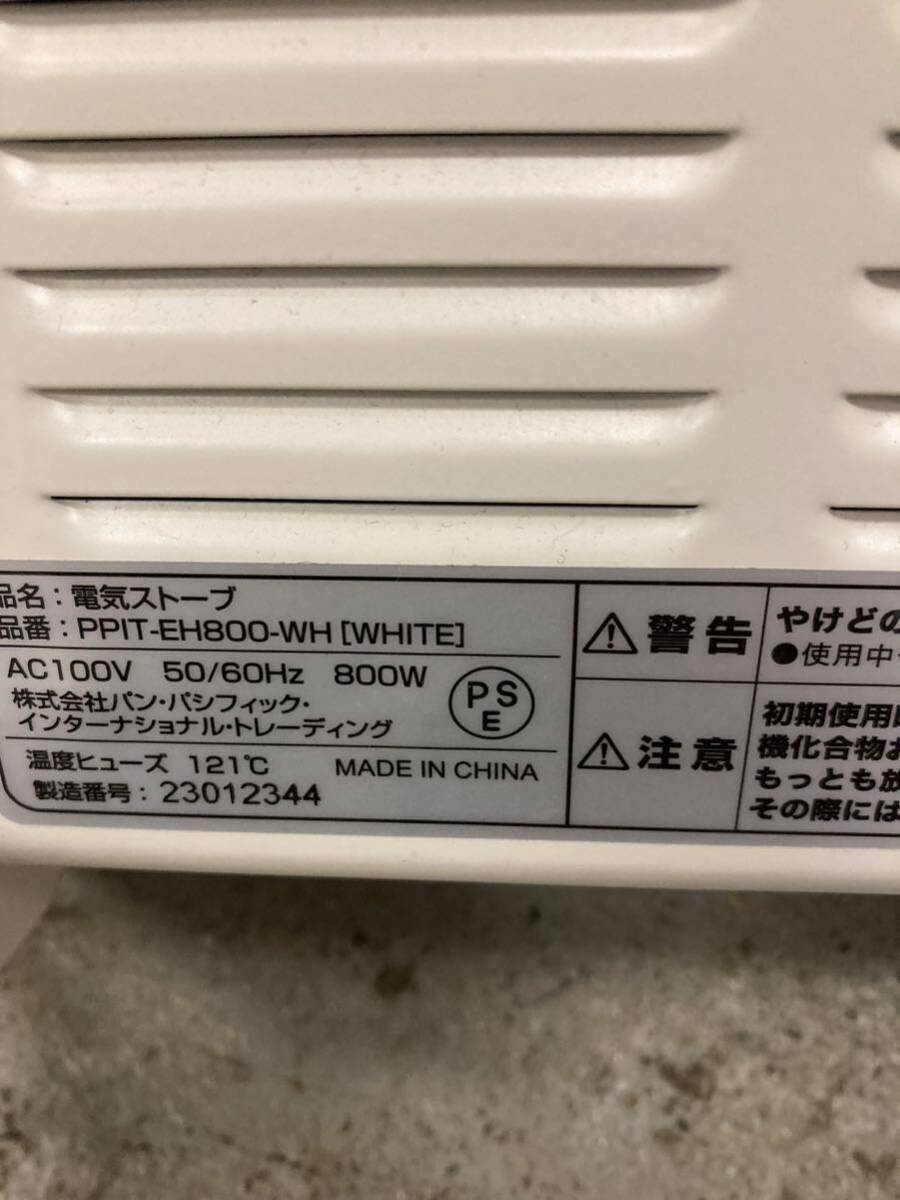 品名：電気ストーブ
品番：PPIT-EH800-WH [WHITE]
AC100V 50/60Hz 800W
株式会社パン・パシフィック・
インターナショナル・トレーディング
PSE
温度ヒューズ 121℃ MADE IN CHINA
製造番号：23012344
⚠警告
やけどの
●使用中
⚠注意
初期使用
機化合物お
もっとも放
その際には